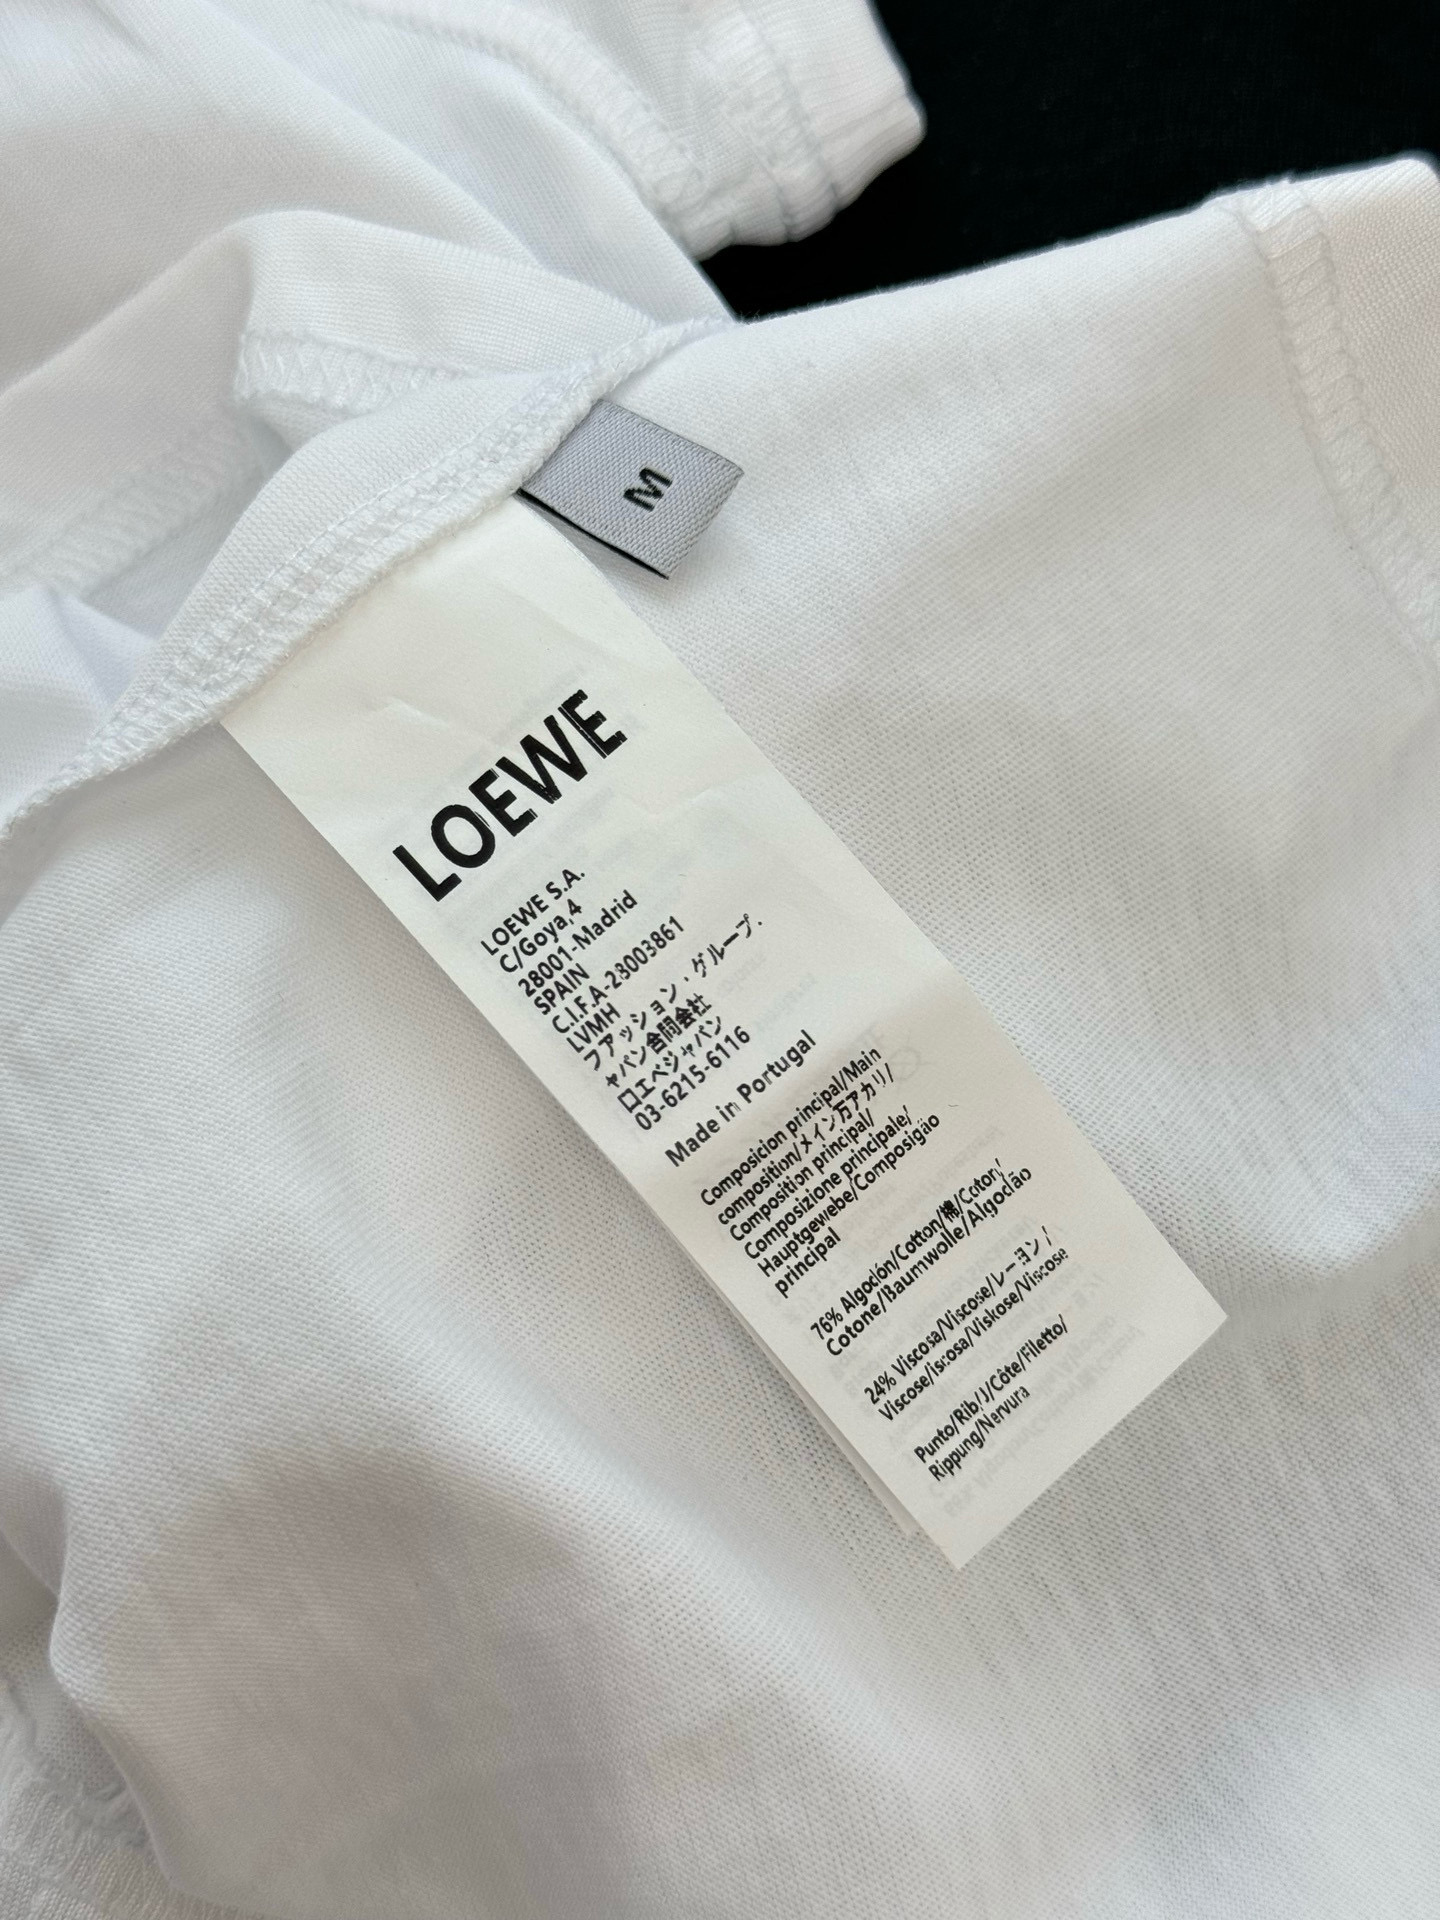 M
LOEWE
LOEWE S.A.
C/Goya,4
28001-Madrid
SPAIN
C.I.F.A-28003861
LVMH
フアッション・グループ.
ャパン合同会社
ロエベジャパン
03-6215-6116
Made in Portugal
Composicion principal/Main
composition/メイン万アカリ/
Composition principal/
Composizione principale/
Hauptgewebe/Composigão
principal
76% Algodón/Cotton/棉/Coton/
Cotone/Baumwolle/Algodão
24% Viscosa/Viscose/レーヨン/
Viscose/iscosa/Viskose/Viscose
Punto/Rib/J/Côte/Filetto/
Rippung/Nervura